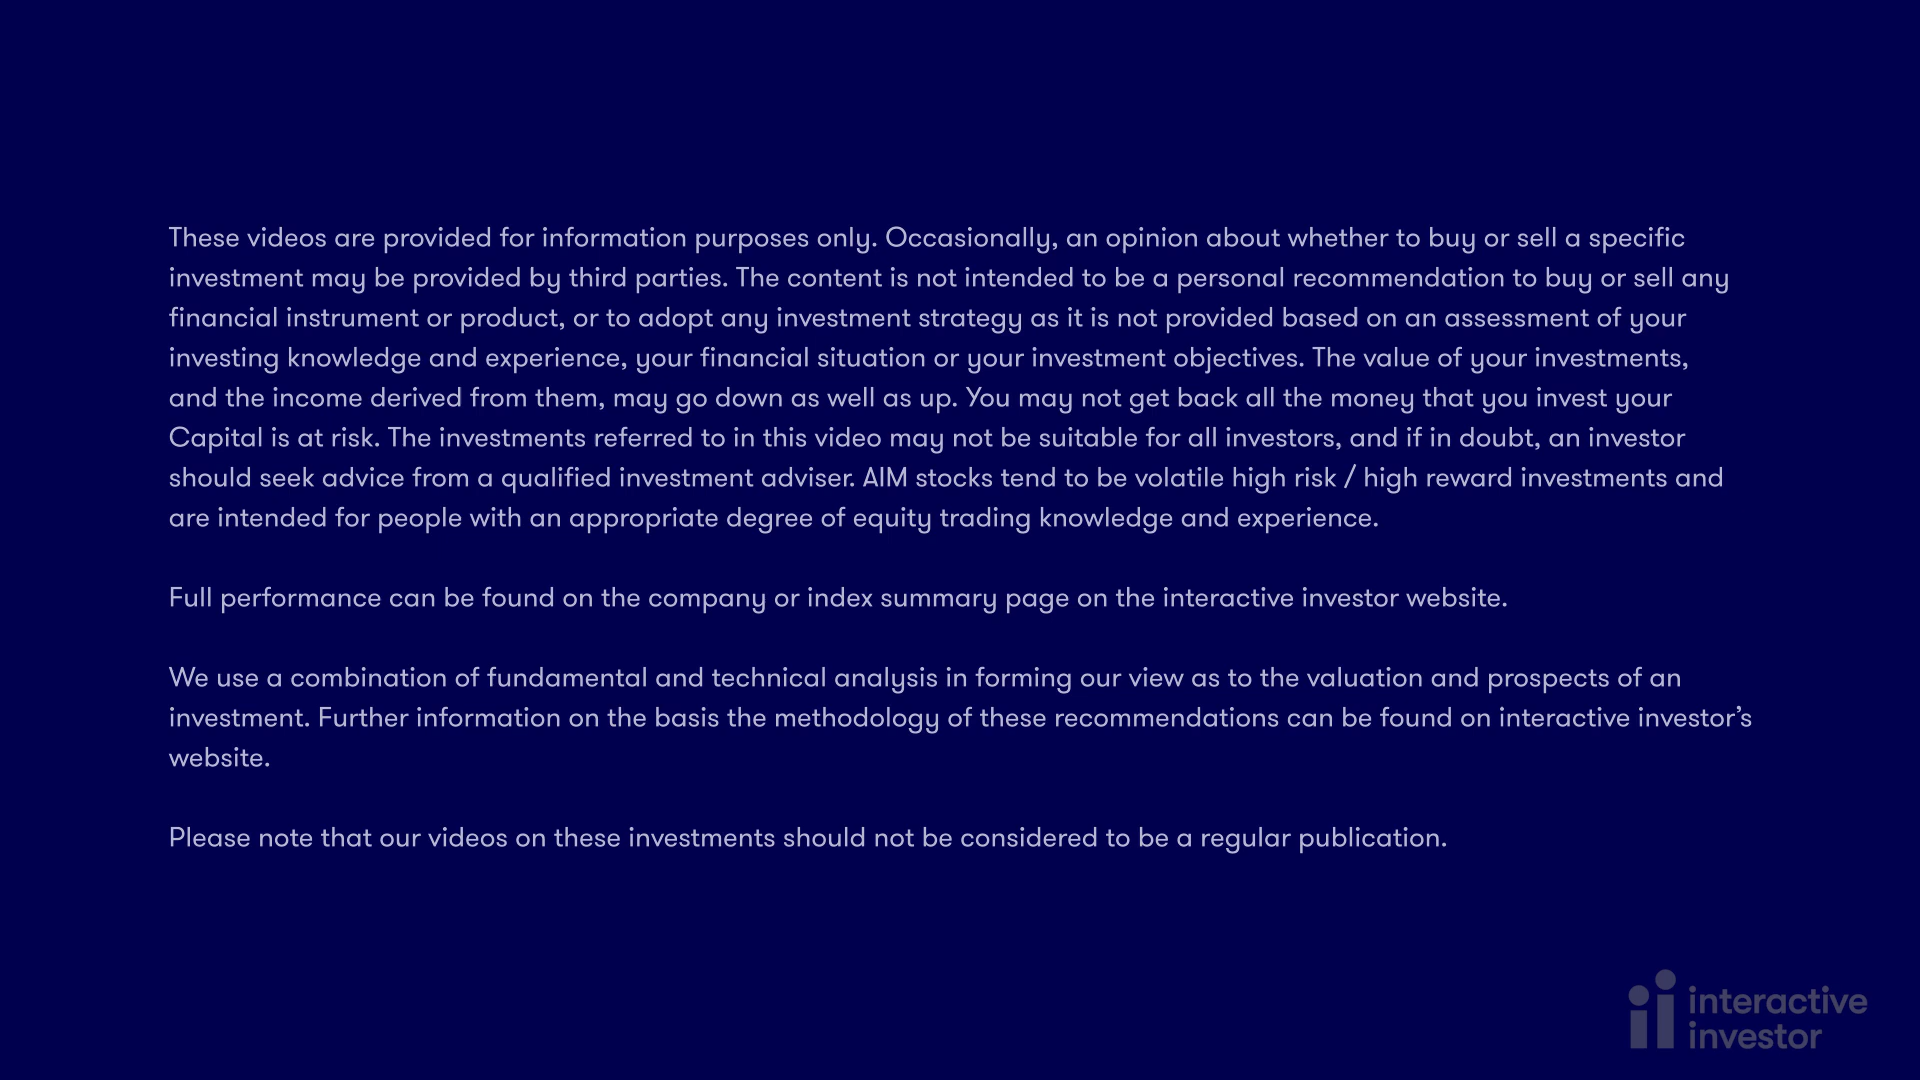 These videos are provided for information purposes only. Occasionally, an opinion about whether to buy or sell a specific
investment may be provided by third parties. The content is not intended to be a personal recommendation to buy or sell any
financial instrument or product, or to adopt any investment strategy as it is not provided based on an assessment of your
investing knowledge and experience, your financial situation or your investment objectives. The value of your investments,
and the income derived from them, may go down as well as up. You may not get back all the money that you invest your
Capital is at risk. The investments referred to in this video may not be suitable for all investors, and if in doubt, an investor
should seek advice from a qualified investment adviser. AIM stocks tend to be volatile high risk / high reward investments and
are intended for people with an appropriate degree of equity trading knowledge and experience.
Full performance can be found on the company or index summary page on the interactive investor website.
We use a combination of fundamental and technical analysis in forming our view as to the valuation and prospects of an
investment. Further information on the basis the methodology of these recommendations can be found on interactive investor’s
website.
Please note that our videos on these investments should not be considered to be a regular publication.
ii interactive
investor